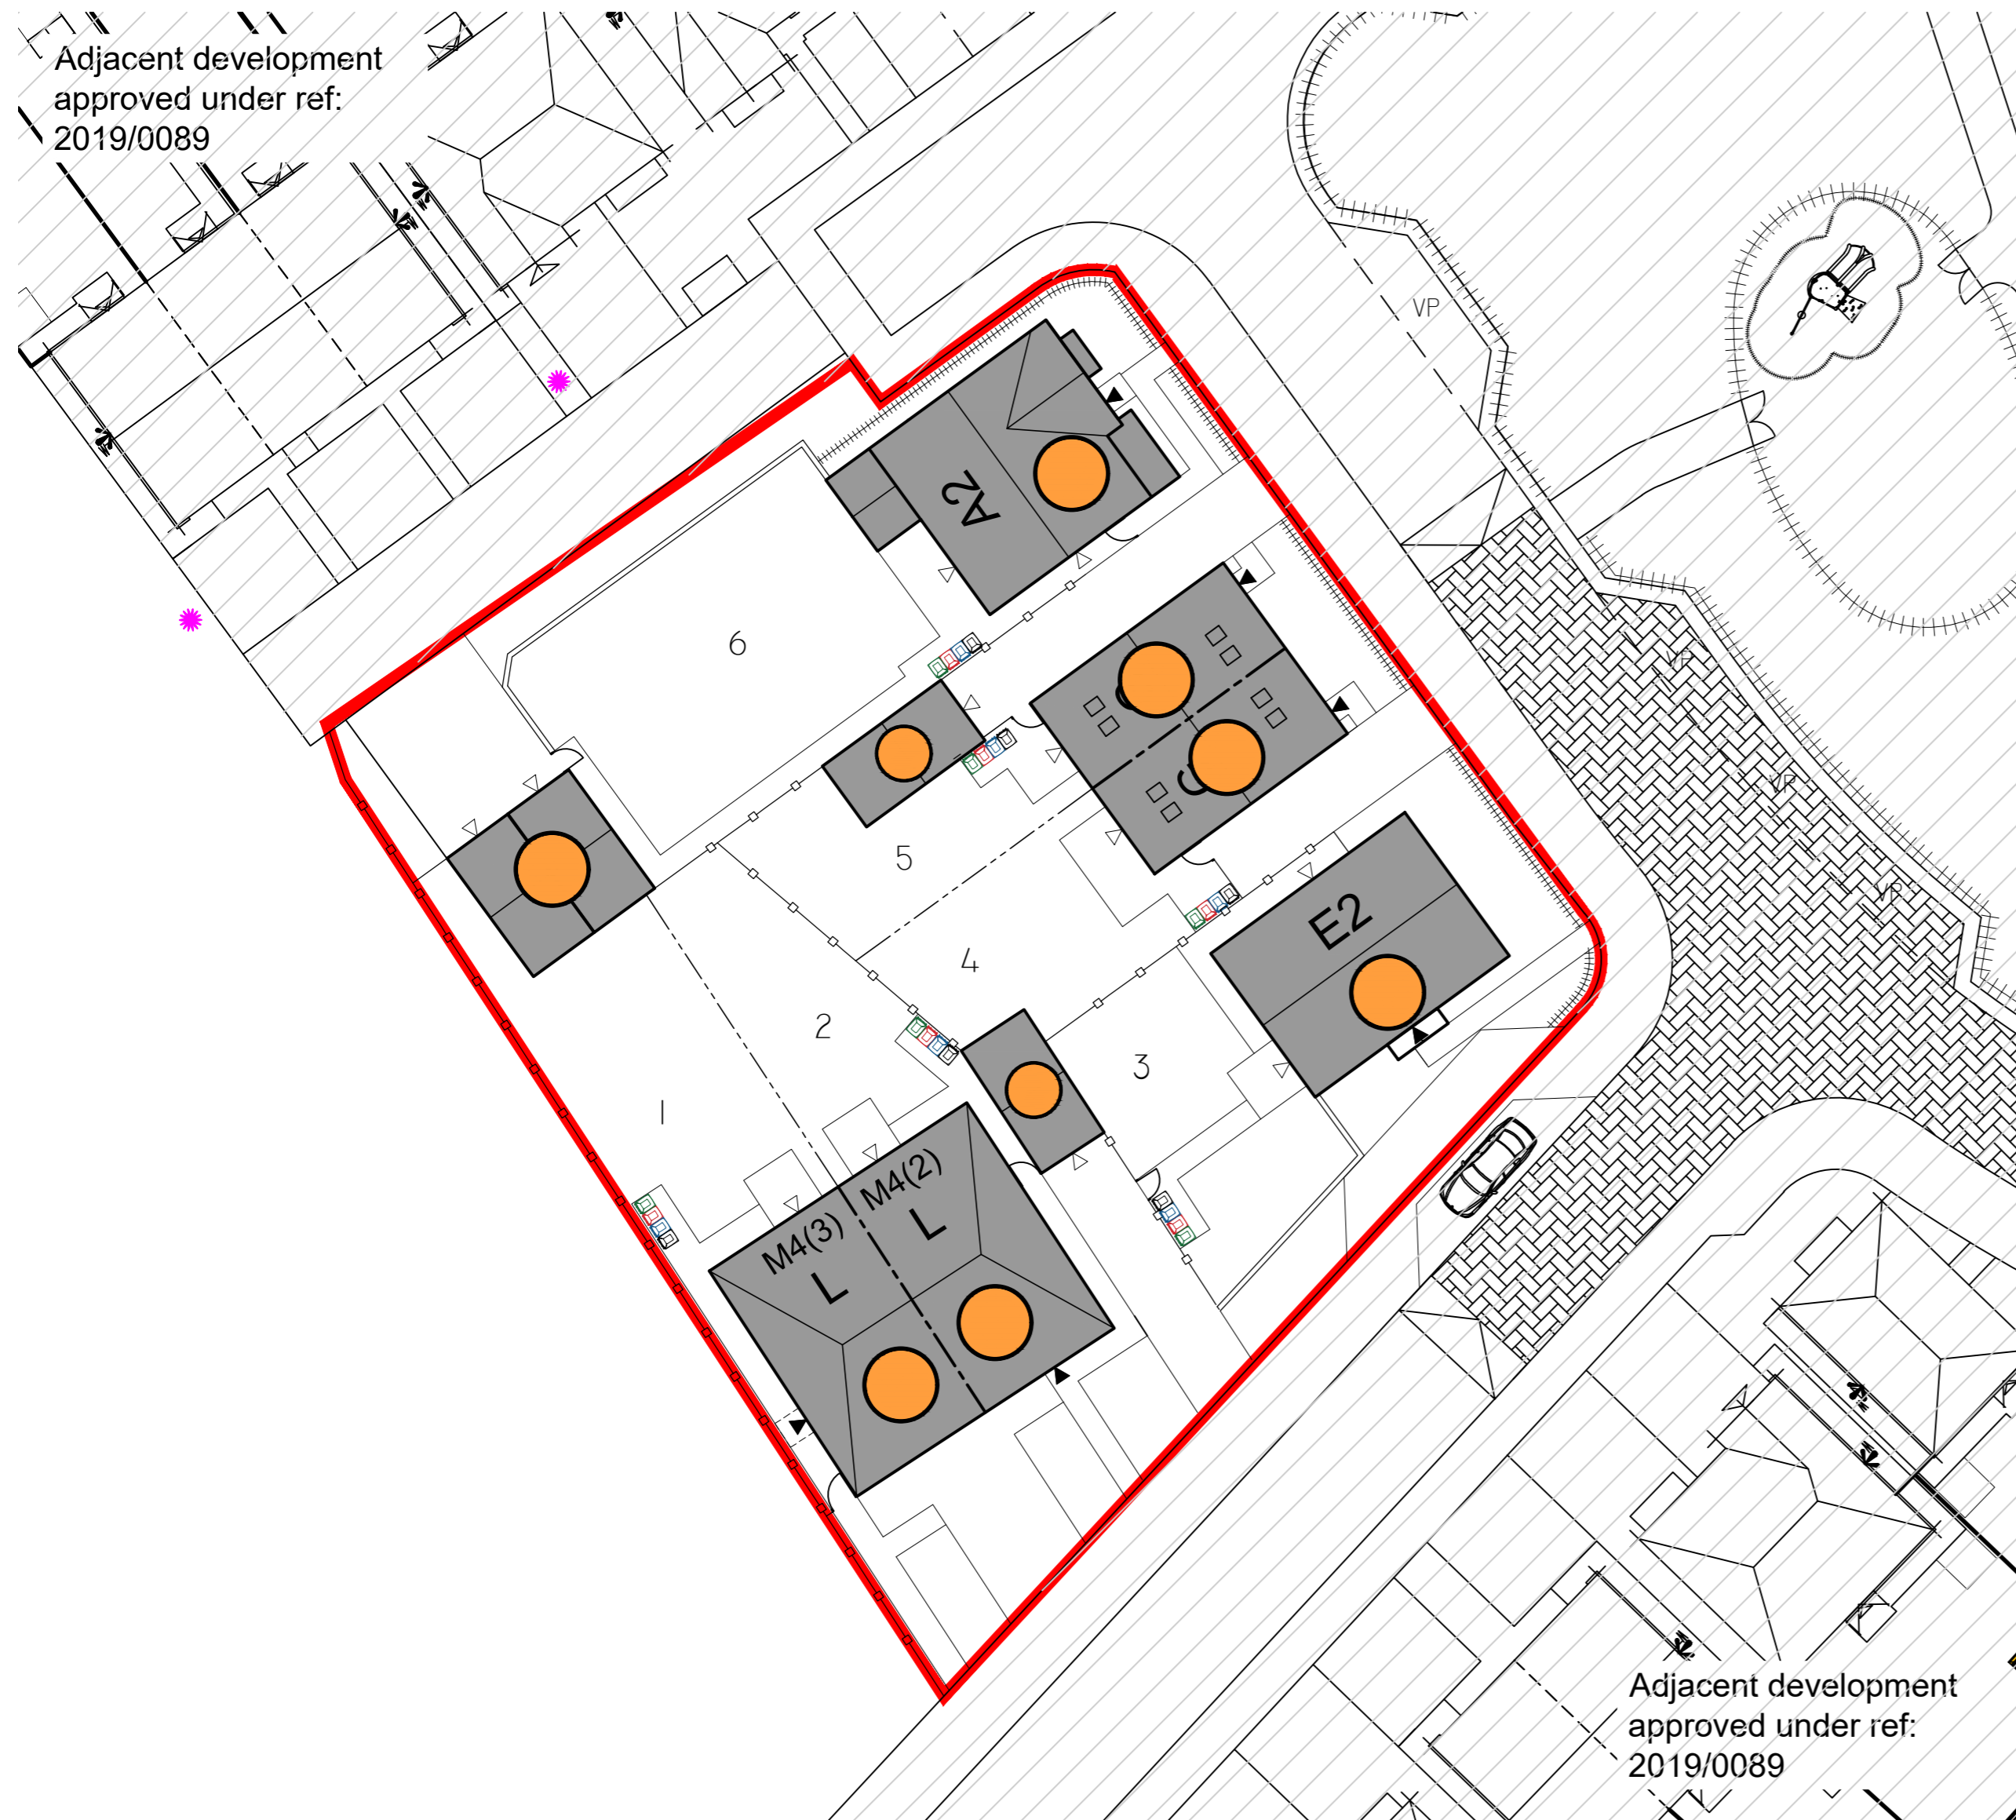 Adjacent development
approved under ref:
2019/0089
VP
A2
6
VP
VP
5
VP
E2
4
2
3
1
M4(2)
L
M4(3)
L
Adjacent development
approved under ref:
2019/0089